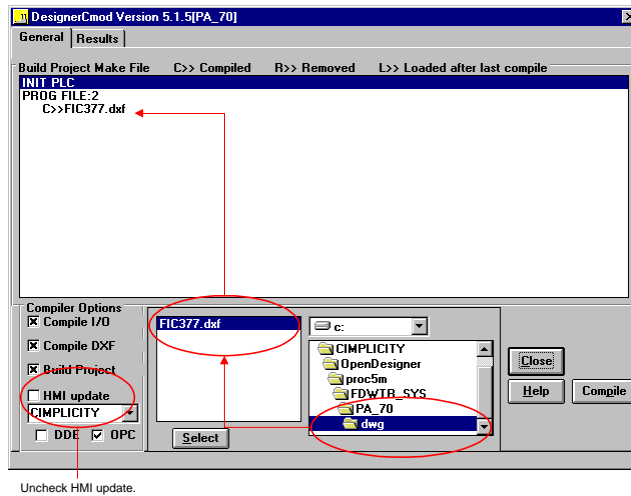 DesignerCmod Version 5.1.5[PA_70]
General Results
Build Project Make File C>> Compiled R>> Removed L>> Loaded after last compile
INIT PLC
PROG FILE:2
C>>FIC377.dxf
Compiler Options
Compile I/O
Compile DXF
Build Project
HMI update
CIMPLICITY
DDE OPC
FIC377.dxf
Select
c:
CIMPLICITY
OpenDesigner
proc5m
FDWTR_SYS
PA_70
dwg
Close
Help Compile
Uncheck HMI update.